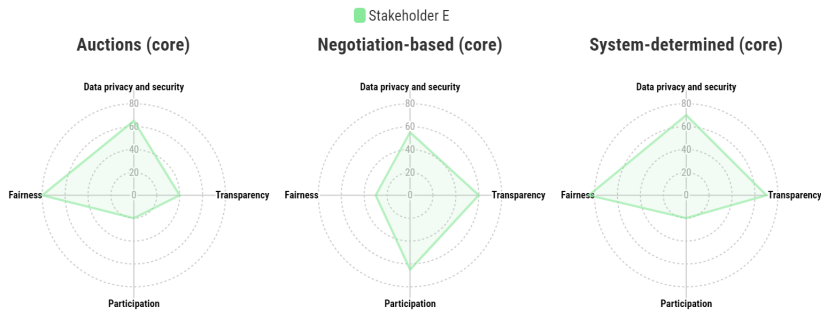 Stakeholder E
Auctions (core)
Data privacy and security
80
60
40
20
0
Fairness
Transparency
Participation
Negotiation-based (core)
Data privacy and security
80
60
40
20
0
Fairness
Transparency
Participation
System-determined (core)
Data privacy and security
80
60
40
20
0
Fairness
Transparency
Participation